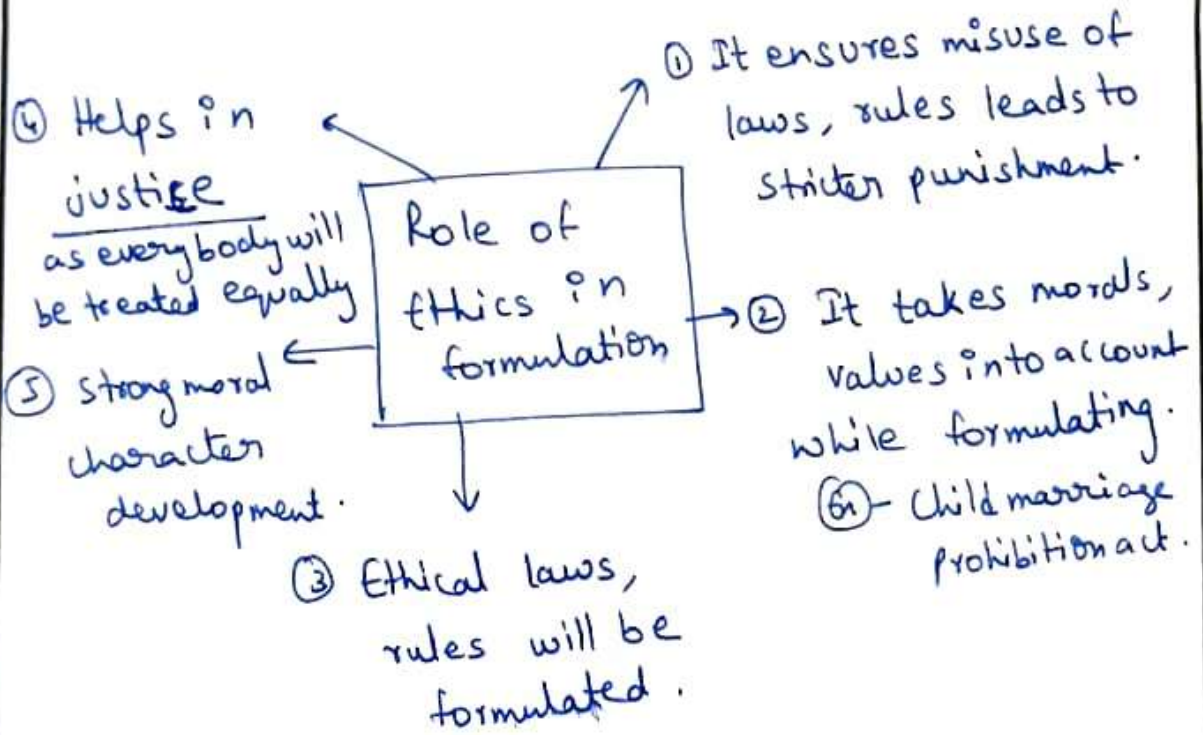 ① It ensures misuse of
laws, rules leads to
stricter punishment.
④ Helps in
justice
as everybody will
be treated equally
Role of
Ethics in
formulation
② It takes morals,
values into account
while formulating.
Ex - Child marriage
prohibition act.
⑤ Strong moral
character
development.
③ Ethical laws,
rules will be
formulated.